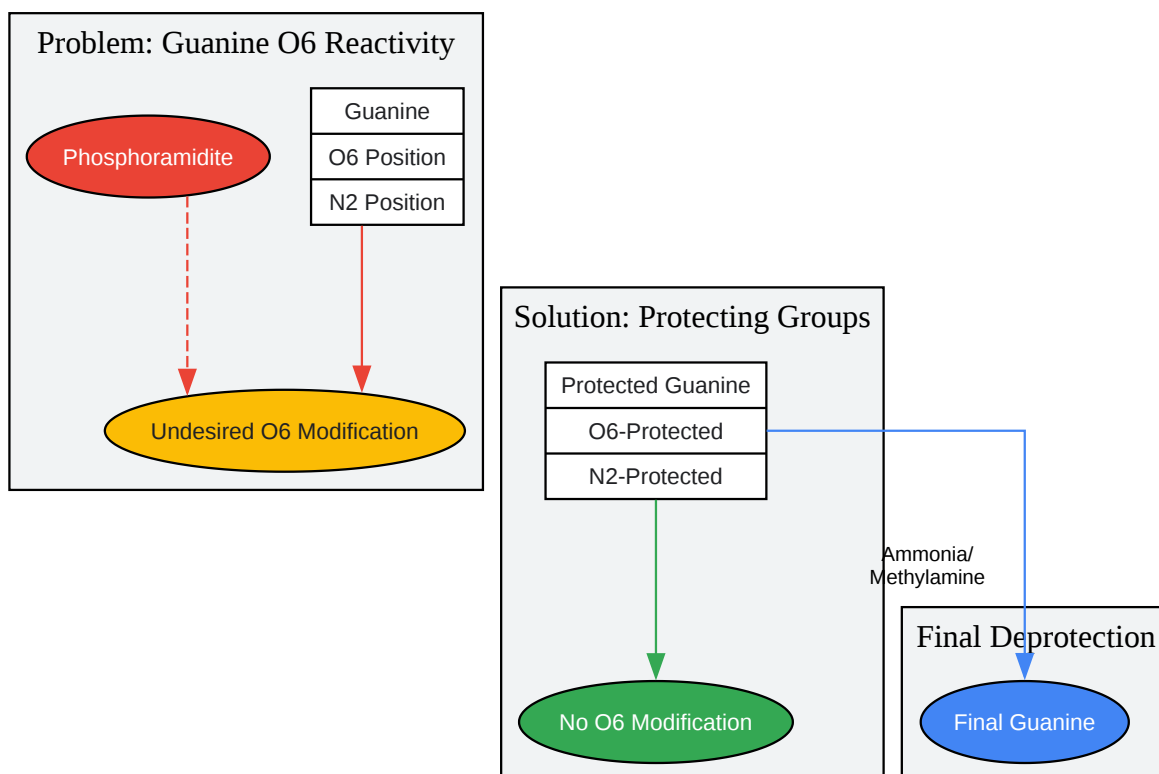 Problem: Guanine O6 Reactivity
Phosphoramidite
Guanine
O6 Position
N2 Position
Undesired O6 Modification
Solution: Protecting Groups
Protected Guanine
O6-Protected
N2-Protected
Ammonia/
Methylamine
No O6 Modification
Final Deprotection
Final Guanine